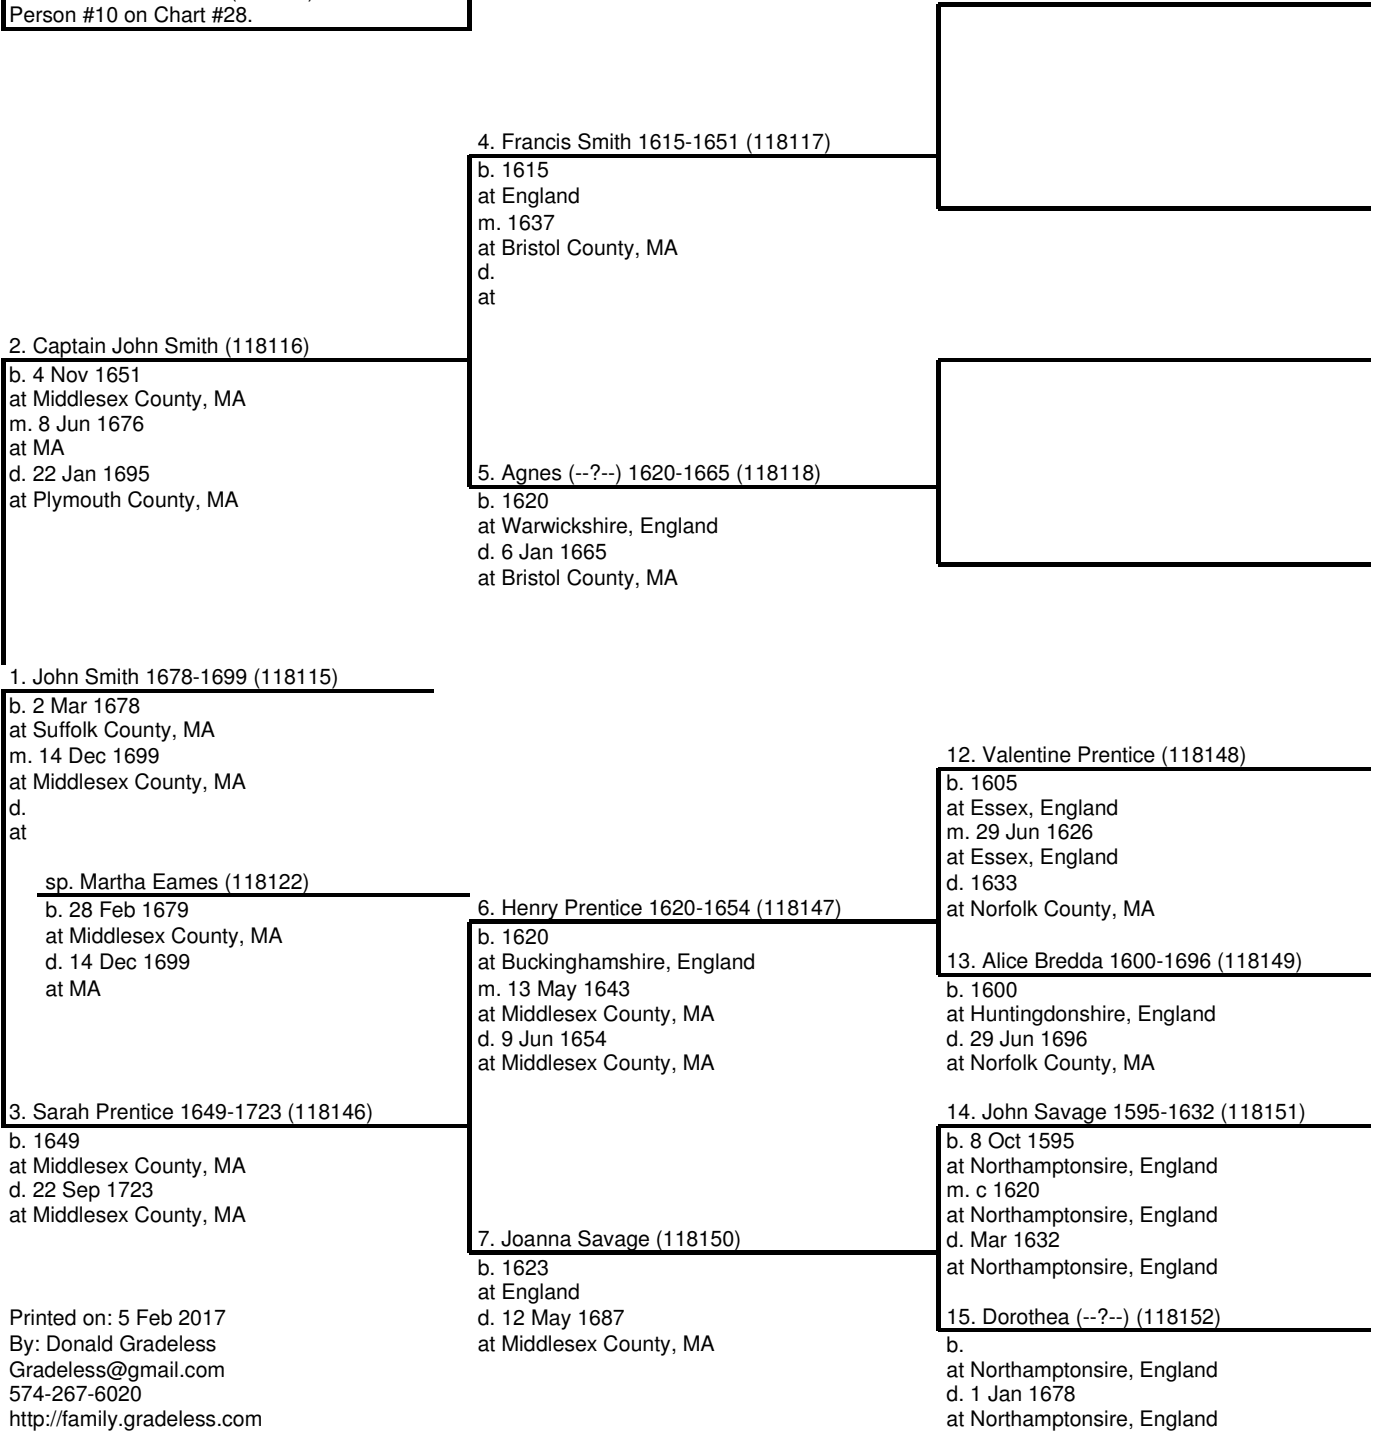 Person #10 on Chart #28.
4. Francis Smith 1615-1651 (118117)
b. 1615
at England
m. 1637
at Bristol County, MA
d.
at
2. Captain John Smith (118116)
b. 4 Nov 1651
at Middlesex County, MA
m. 8 Jun 1676
at MA
d. 22 Jan 1695
at Plymouth County, MA
5. Agnes (--?--) 1620-1665 (118118)
b. 1620
at Warwickshire, England
d. 6 Jan 1665
at Bristol County, MA
1. John Smith 1678-1699 (118115)
b. 2 Mar 1678
at Suffolk County, MA
m. 14 Dec 1699
at Middlesex County, MA
d.
at
sp. Martha Eames (118122)
b. 28 Feb 1679
at Middlesex County, MA
d. 14 Dec 1699
at MA
12. Valentine Prentice (118148)
b. 1605
at Essex, England
m. 29 Jun 1626
at Essex, England
d. 1633
at Norfolk County, MA
6. Henry Prentice 1620-1654 (118147)
b. 1620
at Buckinghamshire, England
m. 13 May 1643
at Middlesex County, MA
d. 9 Jun 1654
at Middlesex County, MA
13. Alice Bredda 1600-1696 (118149)
b. 1600
at Huntingdonshire, England
d. 29 Jun 1696
at Norfolk County, MA
3. Sarah Prentice 1649-1723 (118146)
b. 1649
at Middlesex County, MA
d. 22 Sep 1723
at Middlesex County, MA
14. John Savage 1595-1632 (118151)
b. 8 Oct 1595
at Northamptonsire, England
m. c 1620
at Northamptonsire, England
d. Mar 1632
at Northamptonsire, England
7. Joanna Savage (118150)
b. 1623
at England
d. 12 May 1687
at Middlesex County, MA
15. Dorothea (--?--) (118152)
b.
at Northamptonsire, England
d. 1 Jan 1678
at Northamptonsire, England
Printed on: 5 Feb 2017
By: Donald Gradeless
Gradeless@gmail.com
574-267-6020
http://family.gradeless.com